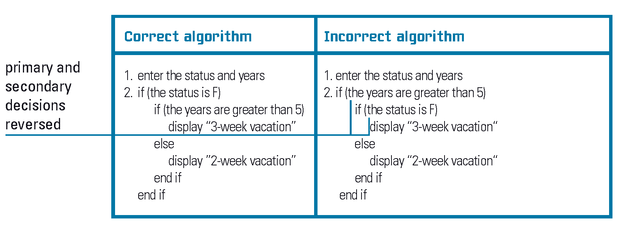 Correct algorithm
1. enter the status and years
2. if (the status is F)
if (the years are greater than 5)
display "3-week vacation"
else
display "2-week vacation"
end if
end if
Incorrect algorithm
1. enter the status and years
2. if (the years are greater than 5)
if (the status is F)
display "3-week vacation"
else
display "2-week vacation"
end if
end if
primary and
secondary
decisions
reversed